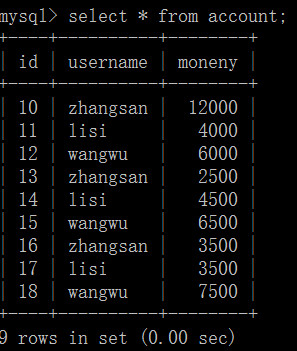 mysql> select * from account;
+----+----------+--------+
| id | username | moneny |
+----+----------+--------+
| 10 | zhangsan |  12000 |
| 11 | lisi     |   4000 |
| 12 | wangwu   |   6000 |
| 13 | zhangsan |   2500 |
| 14 | lisi     |   4500 |
| 15 | wangwu   |   6500 |
| 16 | zhangsan |   3500 |
| 17 | lisi     |   3500 |
| 18 | wangwu   |   7500 |
+----+----------+--------+
9 rows in set (0.00 sec)